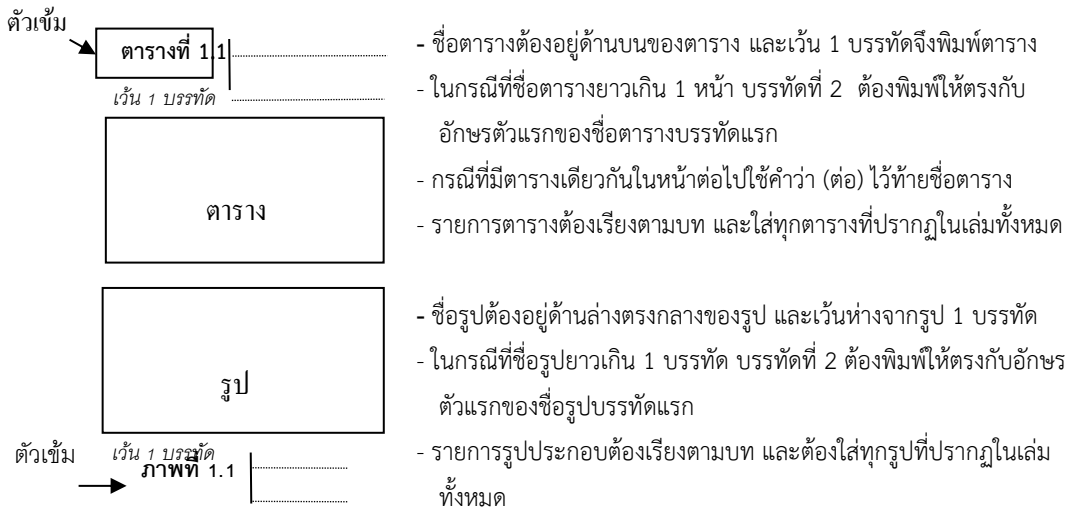 ตัวเข้ม
ตารางที่ 1.1
เว้น 1 บรรทัด
ตาราง
- ชื่อตารางต้องอยู่ด้านบนของตาราง และเว้น 1 บรรทัดจึงพิมพ์ตาราง
- ในกรณีที่ชื่อตารางยาวเกิน 1 หน้า บรรทัดที่ 2 ต้องพิมพ์ให้ตรงกับ
อักษรตัวแรกของชื่อตารางบรรทัดแรก
- กรณีที่มีตารางเดียวกันในหน้าต่อไปใช้คำว่า (ต่อ) ไว้ท้ายชื่อตาราง
- รายการตารางต้องเรียงตามบท และใส่ทุกตารางที่ปรากฏในเล่มทั้งหมด
รูป
เว้น 1 บรรทัด
ตัวเข้ม
ภาพที่ 1.1
- ชื่อรูปต้องอยู่ด้านล่างตรงกลางของรูป และเว้นห่างจากรูป 1 บรรทัด
- ในกรณีที่ชื่อรูปยาวเกิน 1 บรรทัด บรรทัดที่ 2 ต้องพิมพ์ให้ตรงกับอักษร
ตัวแรกของชื่อรูปบรรทัดแรก
- รายการรูปประกอบต้องเรียงตามบท และต้องใส่ทุกรูปที่ปรากฏในเล่ม
ทั้งหมด